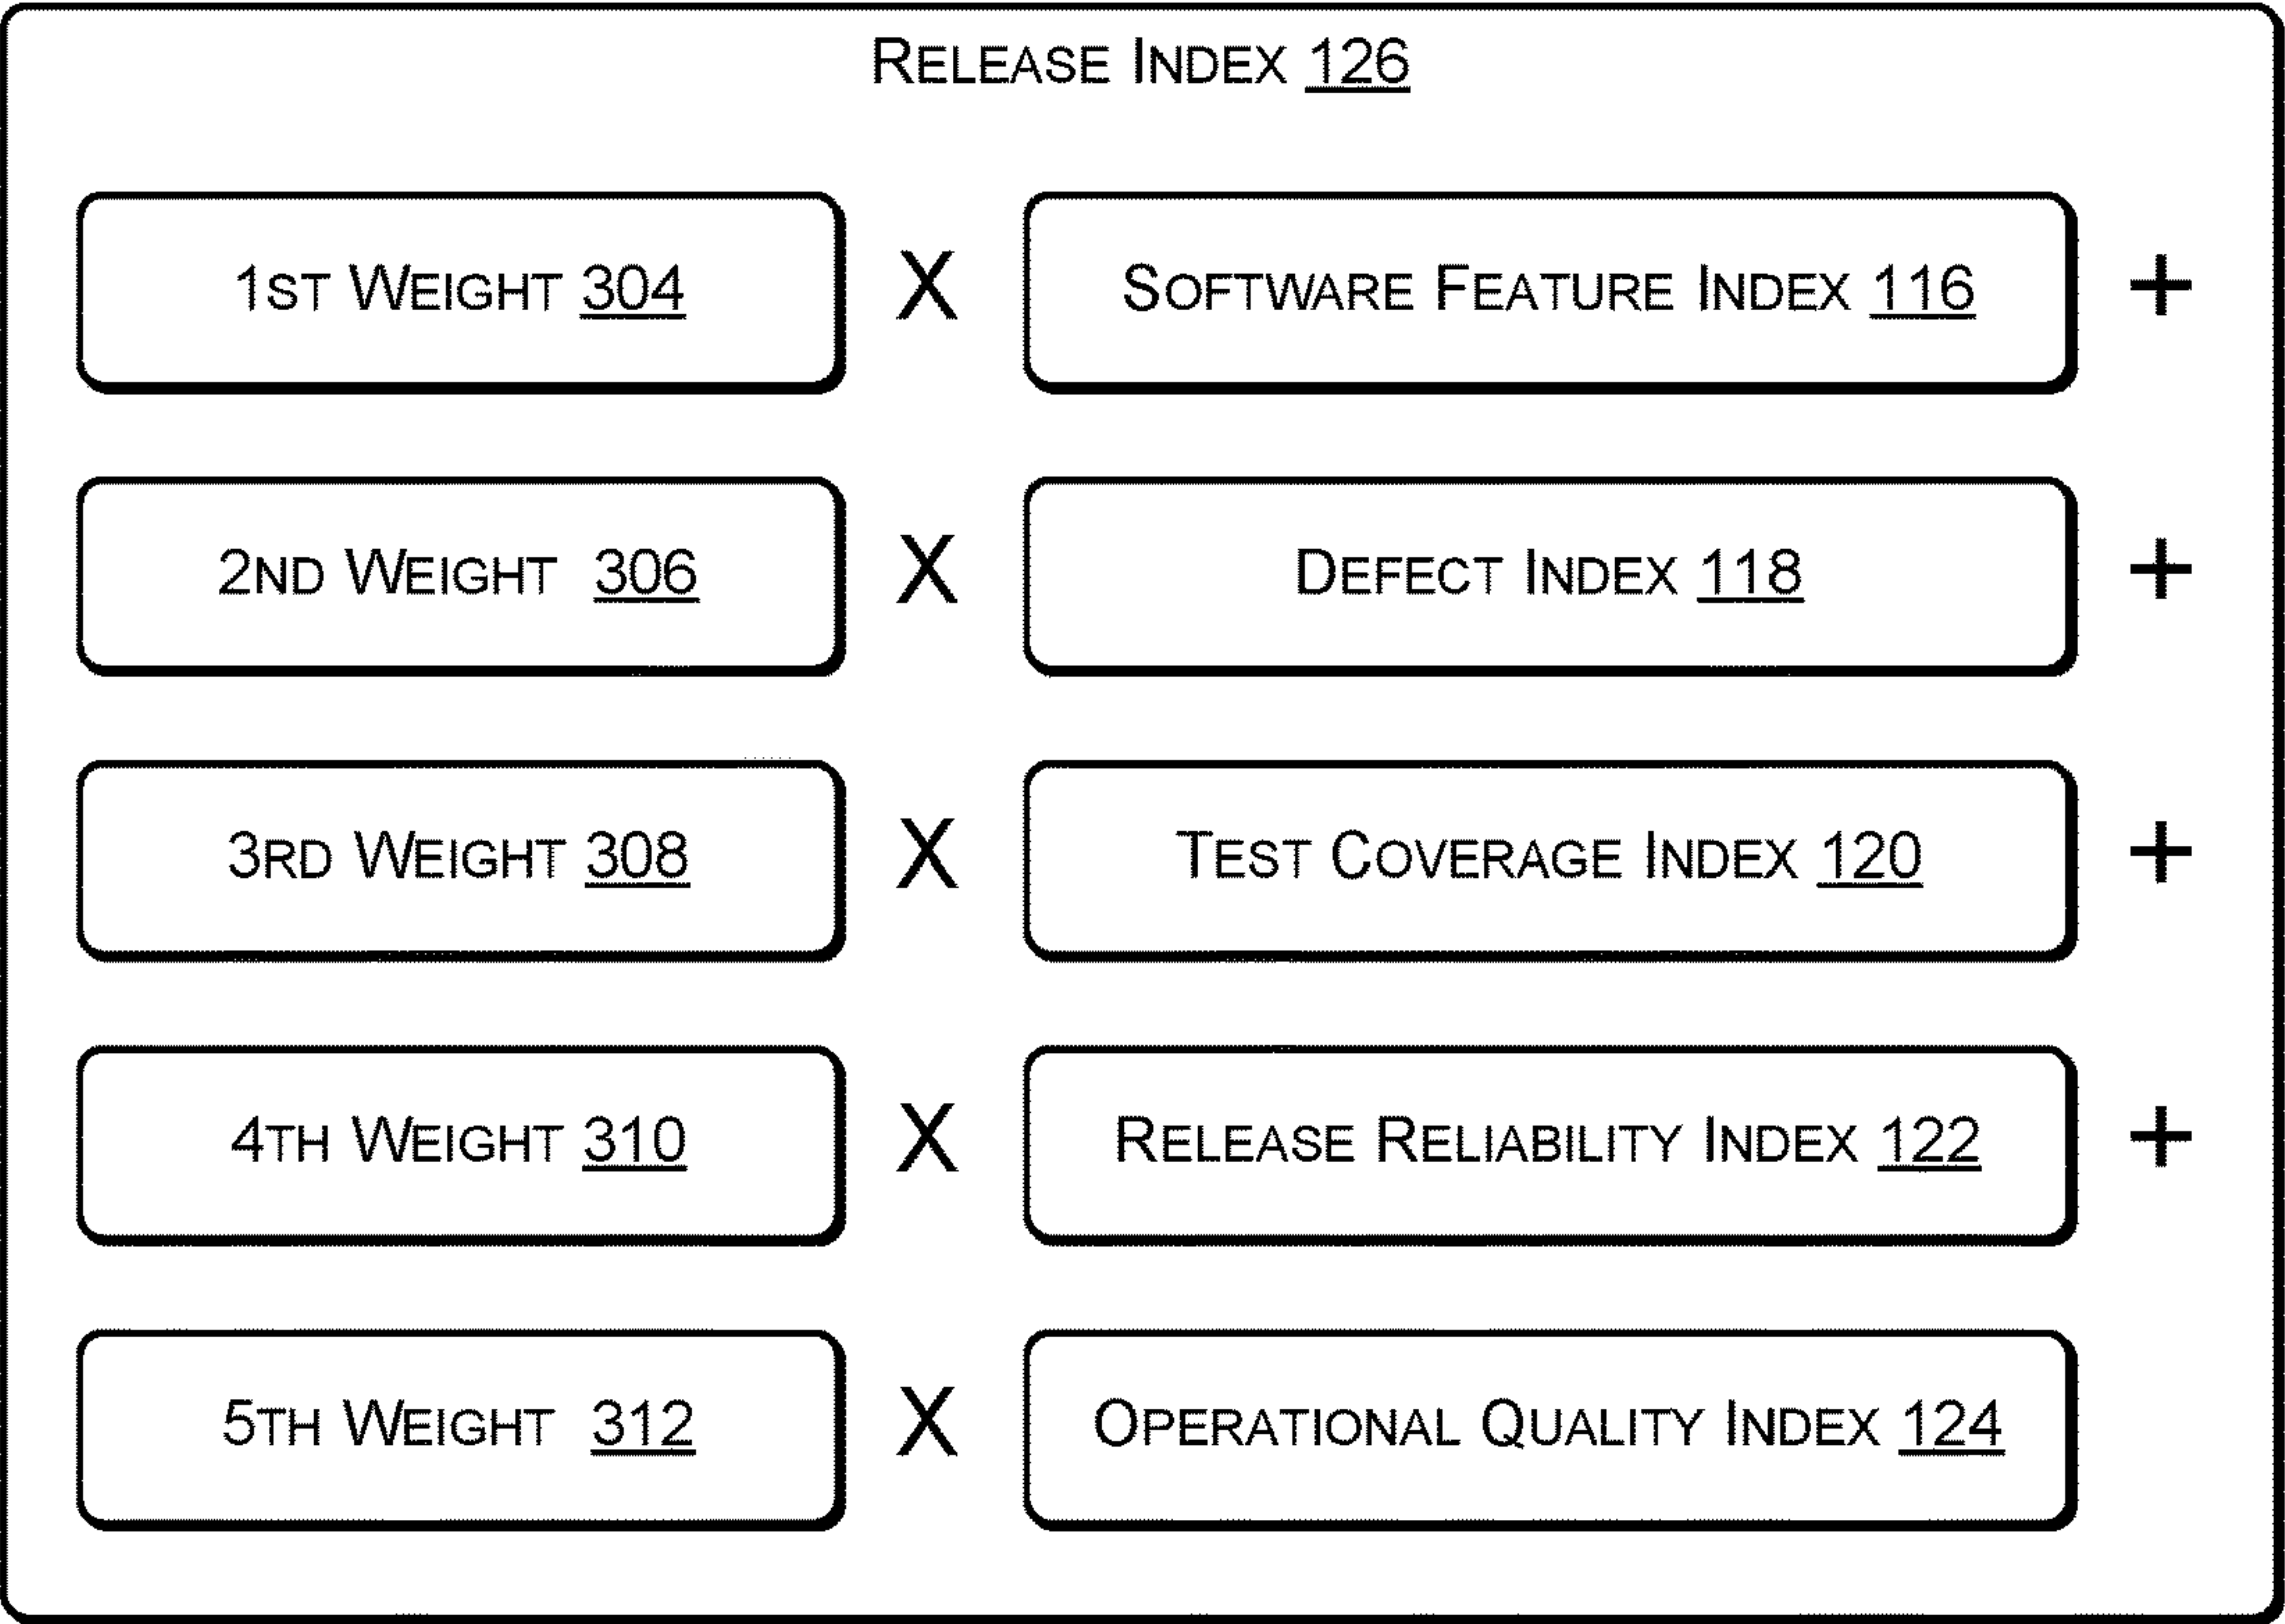 RELEASE INDEX 126
1ST WEIGHT 304 X SOFTWARE FEATURE INDEX 116 +
2ND WEIGHT 306 X DEFECT INDEX 118 +
3RD WEIGHT 308 X TEST COVERAGE INDEX 120 +
4TH WEIGHT 310 X RELEASE RELIABILITY INDEX 122 +
5TH WEIGHT 312 X OPERATIONAL QUALITY INDEX 124